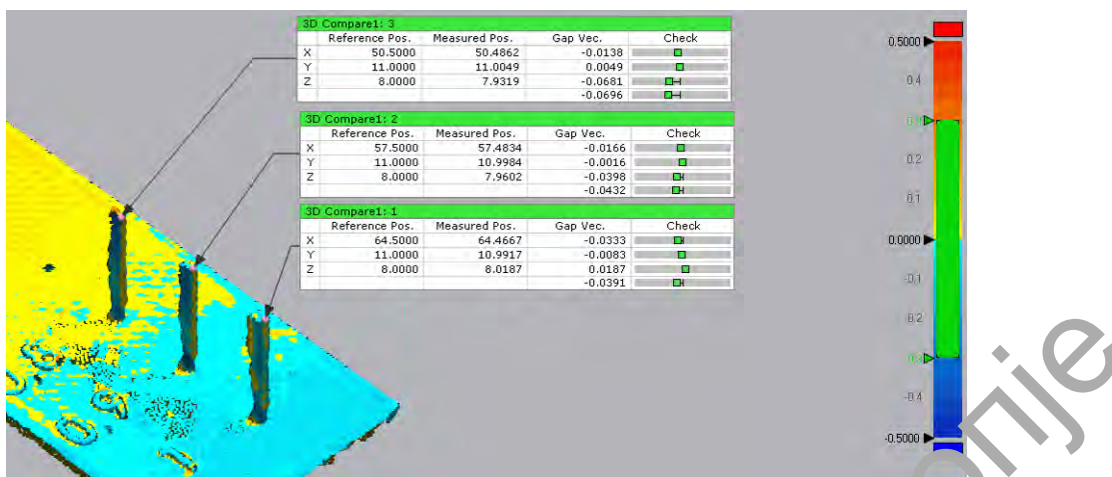 3D Compare1: 3
Reference Pos. Measured Pos. Gap Vec. Check
X 50.5000 50.4862 -0.0138
Y 11.0000 11.0049 0.0049
Z 8.0000 7.9319 -0.0681
-0.0696
3D Compare1: 2
Reference Pos. Measured Pos. Gap Vec. Check
X 57.5000 57.4834 -0.0166
Y 11.0000 10.9984 -0.0016
Z 8.0000 7.9602 -0.0398
-0.0432
3D Compare1: 1
Reference Pos. Measured Pos. Gap Vec. Check
X 64.5000 64.4667 -0.0333
Y 11.0000 10.9917 -0.0083
Z 8.0000 8.0187 0.0187
-0.0391
0.5000
0.4
0.3
0.2
0.1
0.0000
-0.1
-0.2
-0.3
-0.4
-0.5000
orije